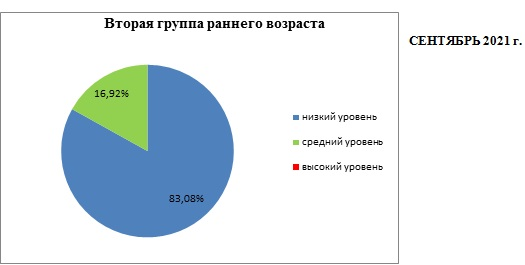 Вторая группа раннего возраста
СЕНТЯБРЬ 2021 г.
16,92%
низкий уровень
средний уровень
высокий уровень
83,08%